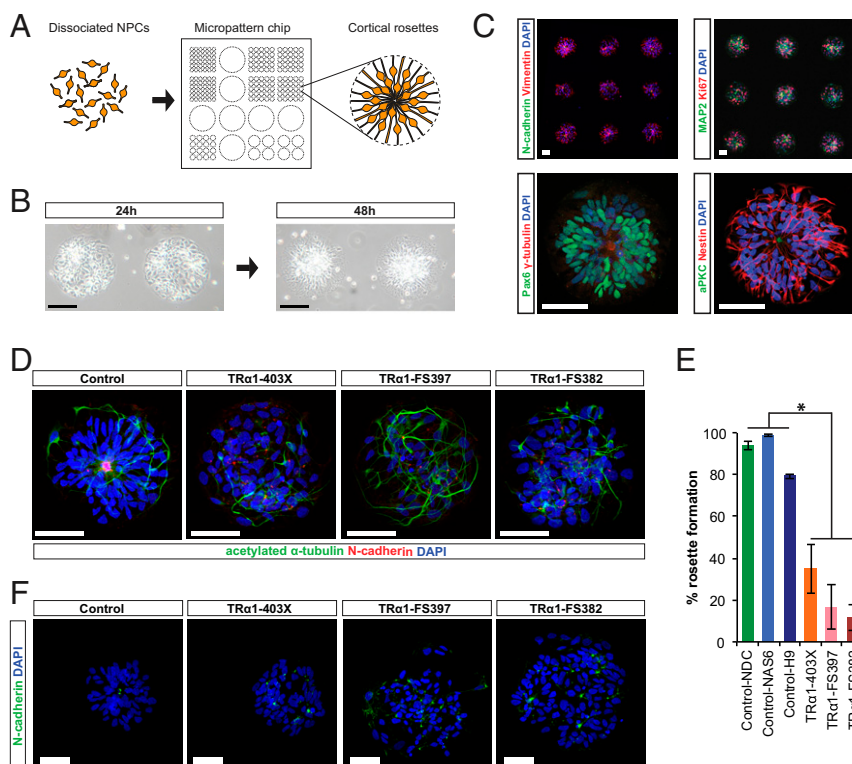 A
Dissociated NPCs
Micropattern chip
Cortical rosettes
B
24h
48h
C
N-cadherin Vimentin DAPI
MAP2 Ki67 DAPI
Pax6 γ-tubulin DAPI
aPKC Nestin DAPI
D
Control
TRα1-403X
TRα1-FS397
TRα1-FS382
acetylated α-tubulin N-cadherin DAPI
E
*
% rosette formation
100
80
60
40
20
0
Control-NDC
Control-NAS6
Control-H9
TRα1-403X
TRα1-FS397
F
Control
TRα1-403X
TRα1-FS397
TRα1-FS382
N-cadherin DAPI